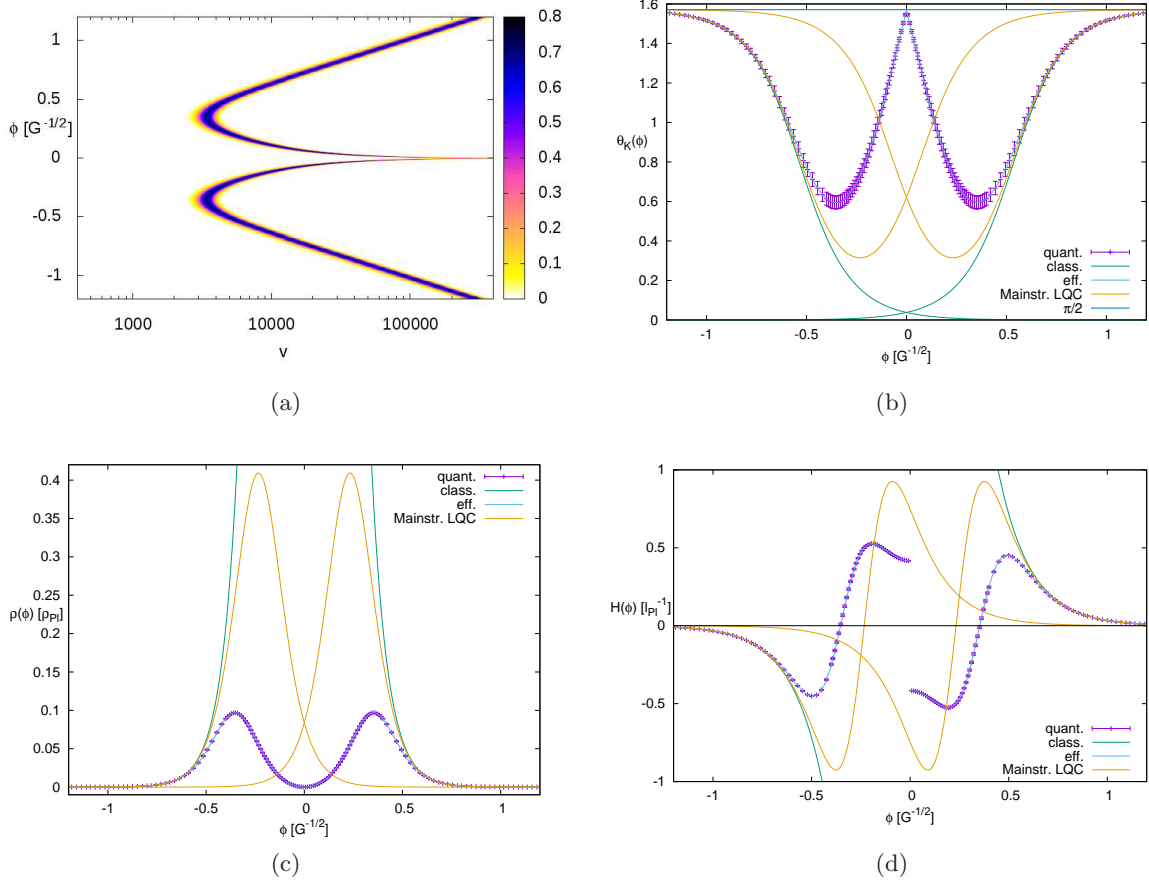 1
0.5
ϕ [G^-1/2]
0
-0.5
-1
1000
10000
100000
v
0.8
0.7
0.6
0.5
0.4
0.3
0.2
0.1
0
(a)
1.6
1.4
1.2
1
θK(ϕ)
0.8
0.6
0.4
0.2
0
-1
-0.5
0
0.5
1
ϕ [G^-1/2]
quant.
class.
eff.
Mainstr. LQC
π/2
(b)
0.4
0.35
0.3
0.25
0.2
ρ(ϕ) [ρPl]
0.15
0.1
0.05
0
-1
-0.5
0
0.5
1
ϕ [G^-1/2]
quant.
class.
eff.
Mainstr. LQC
(c)
1
0.5
H(ϕ) [lPl^-1]
0
-0.5
-1
-1
-0.5
0
0.5
1
ϕ [G^-1/2]
quant.
class.
eff.
Mainstr. LQC
(d)